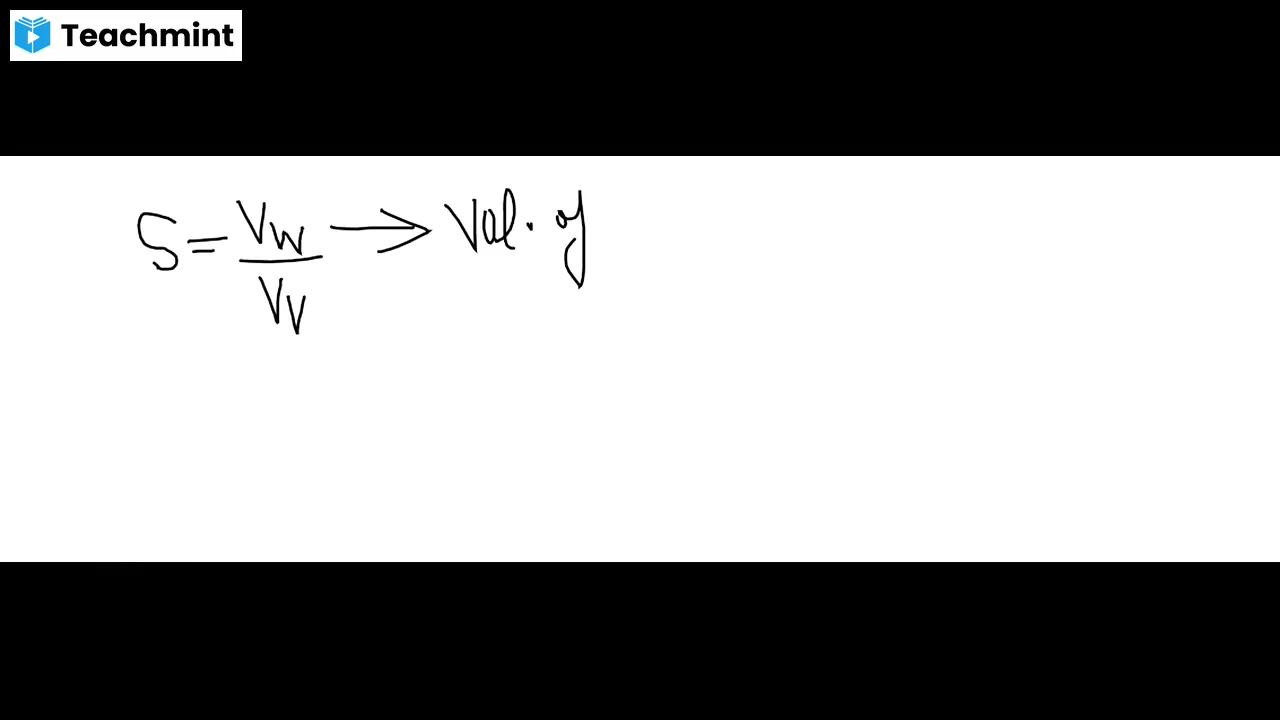 Teachmint
S = Vw / Vv → Vol. of